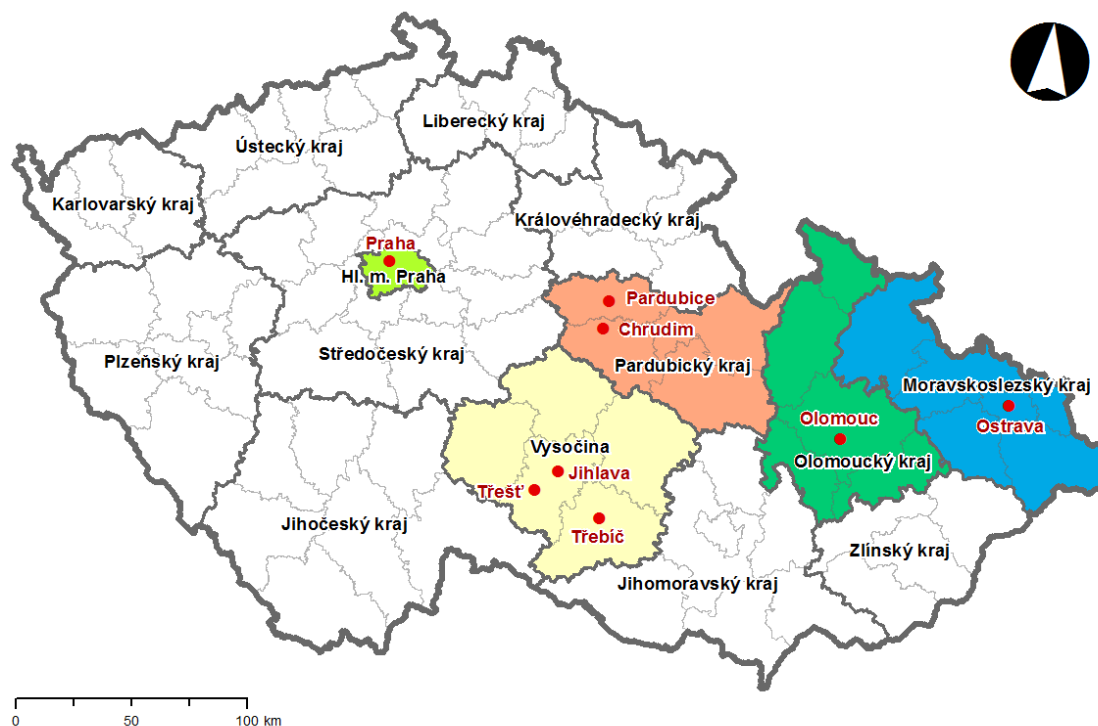 Liberecký kraj
Ústecký kraj
Karlovarský kraj
Královéhradecký kraj
Praha
Hl. m. Praha
Pardubice
Chrudim
Plzeňský kraj
Středočeský kraj
Pardubický kraj
Moravskoslezský kraj
Olomouc
Ostrava
Vysočina
Olomoucký kraj
Jihlava
Třešť
Jihočeský kraj
Třebíč
Zlínský kraj
Jihomoravský kraj
0 50 100 km